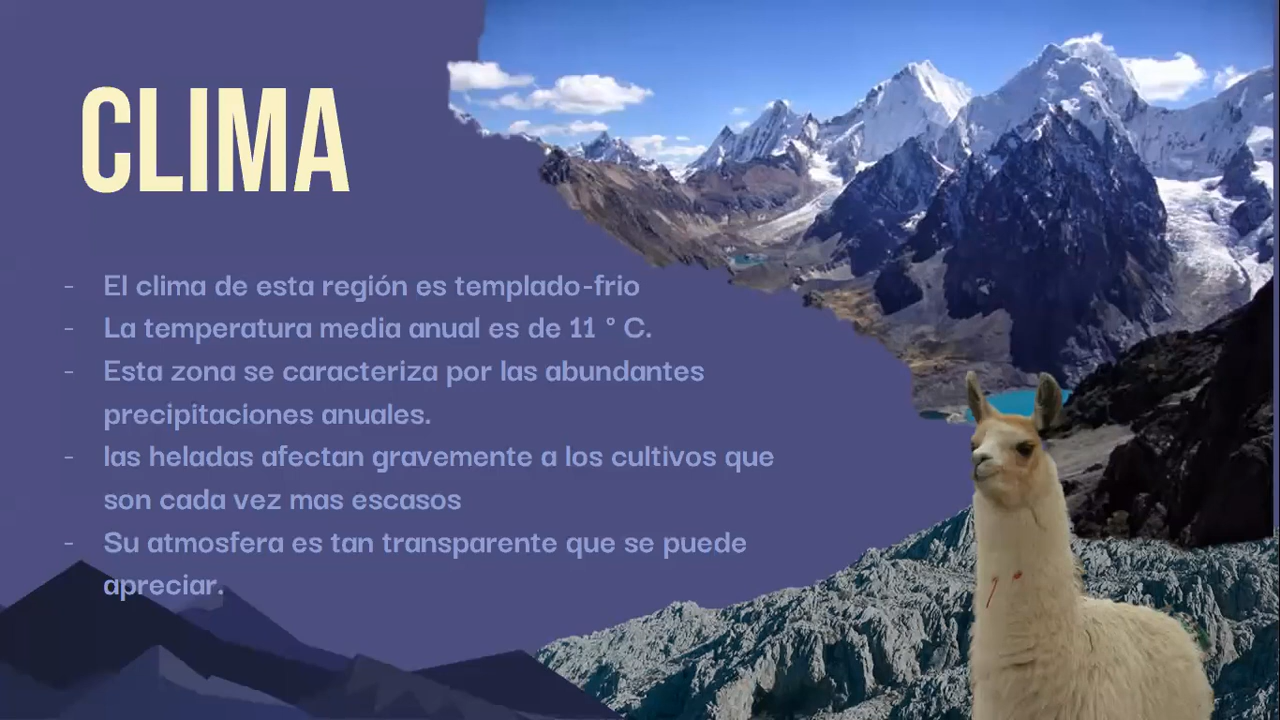 CLIMA
- El clima de esta región es templado-frio
- La temperatura media anual es de 11 ° C.
- Esta zona se caracteriza por las abundantes
precipitaciones anuales.
- las heladas afectan gravemente a los cultivos que
son cada vez mas escasos
- Su atmosfera es tan transparente que se puede
apreciar.